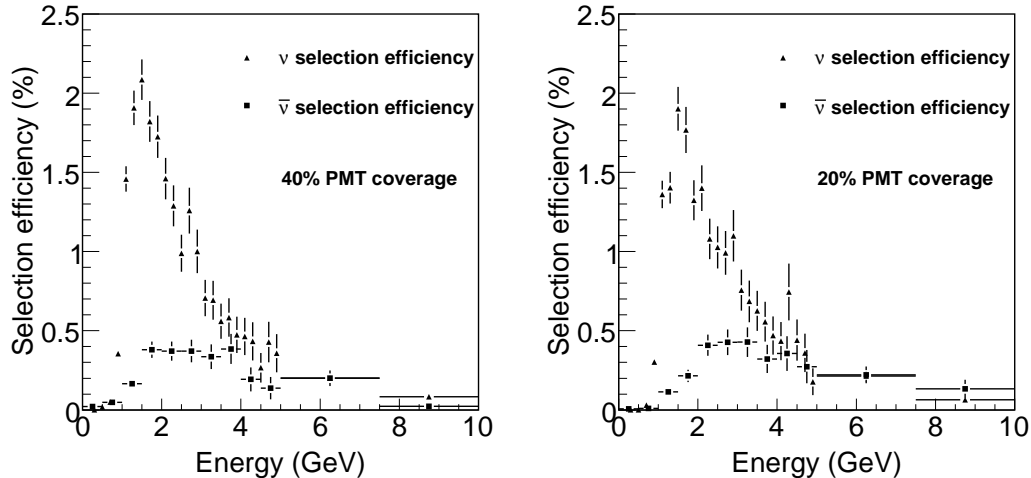 Selection efficiency (%)
2.5
2
1.5
1
0.5
0
ν selection efficiency
ν̅ selection efficiency
40% PMT coverage
0 2 4 6 8 10
Energy (GeV)
Selection efficiency (%)
2.5
2
1.5
1
0.5
0
ν selection efficiency
ν̅ selection efficiency
20% PMT coverage
0 2 4 6 8 10
Energy (GeV)